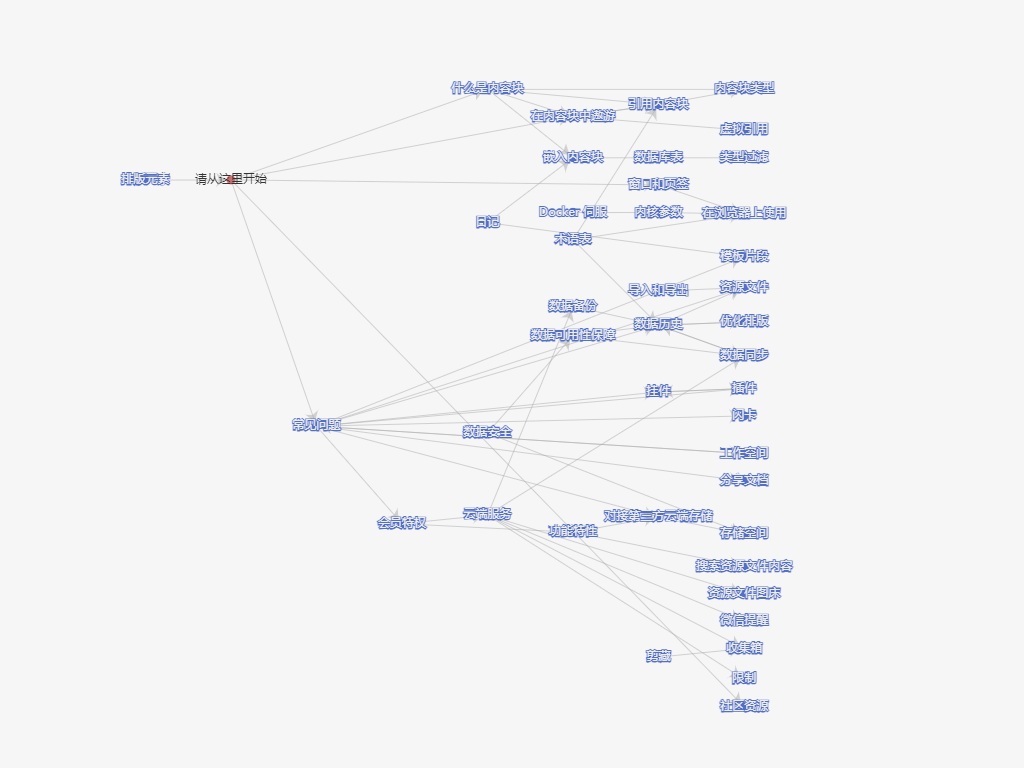 什么是内容块
内容块类型
引用内容块
在内容块中遨游
虚拟引用
嵌入内容块
数据库表
类型过滤
排版元素
请从这里开始
窗口和页签
Docker 伺服
内核参数
在浏览器上使用
日记
术语表
模板片段
导入和导出
资源文件
数据备份
数据历史
优化排版
数据可用性保障
数据同步
挂件
插件
闪卡
常见问题
数据安全
工作空间
分享文档
云端服务
对接第三方云端存储
会员特权
功能特性
存储空间
搜索资源文件内容
资源文件图床
微信提醒
收集箱
剪藏
限制
社区资源